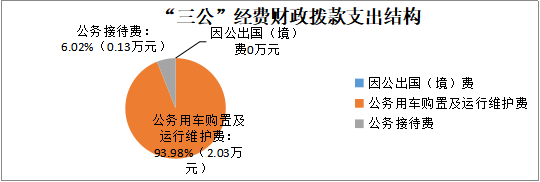 “三公”经费财政拨款支出结构
公务接待费：
6.02%（0.13万元）
因公出国（境）
费0万元
公务用车购置及
运行维护费：
93.98%（2.03万
元）
因公出国（境）费
公务用车购置及运行维护费
公务接待费